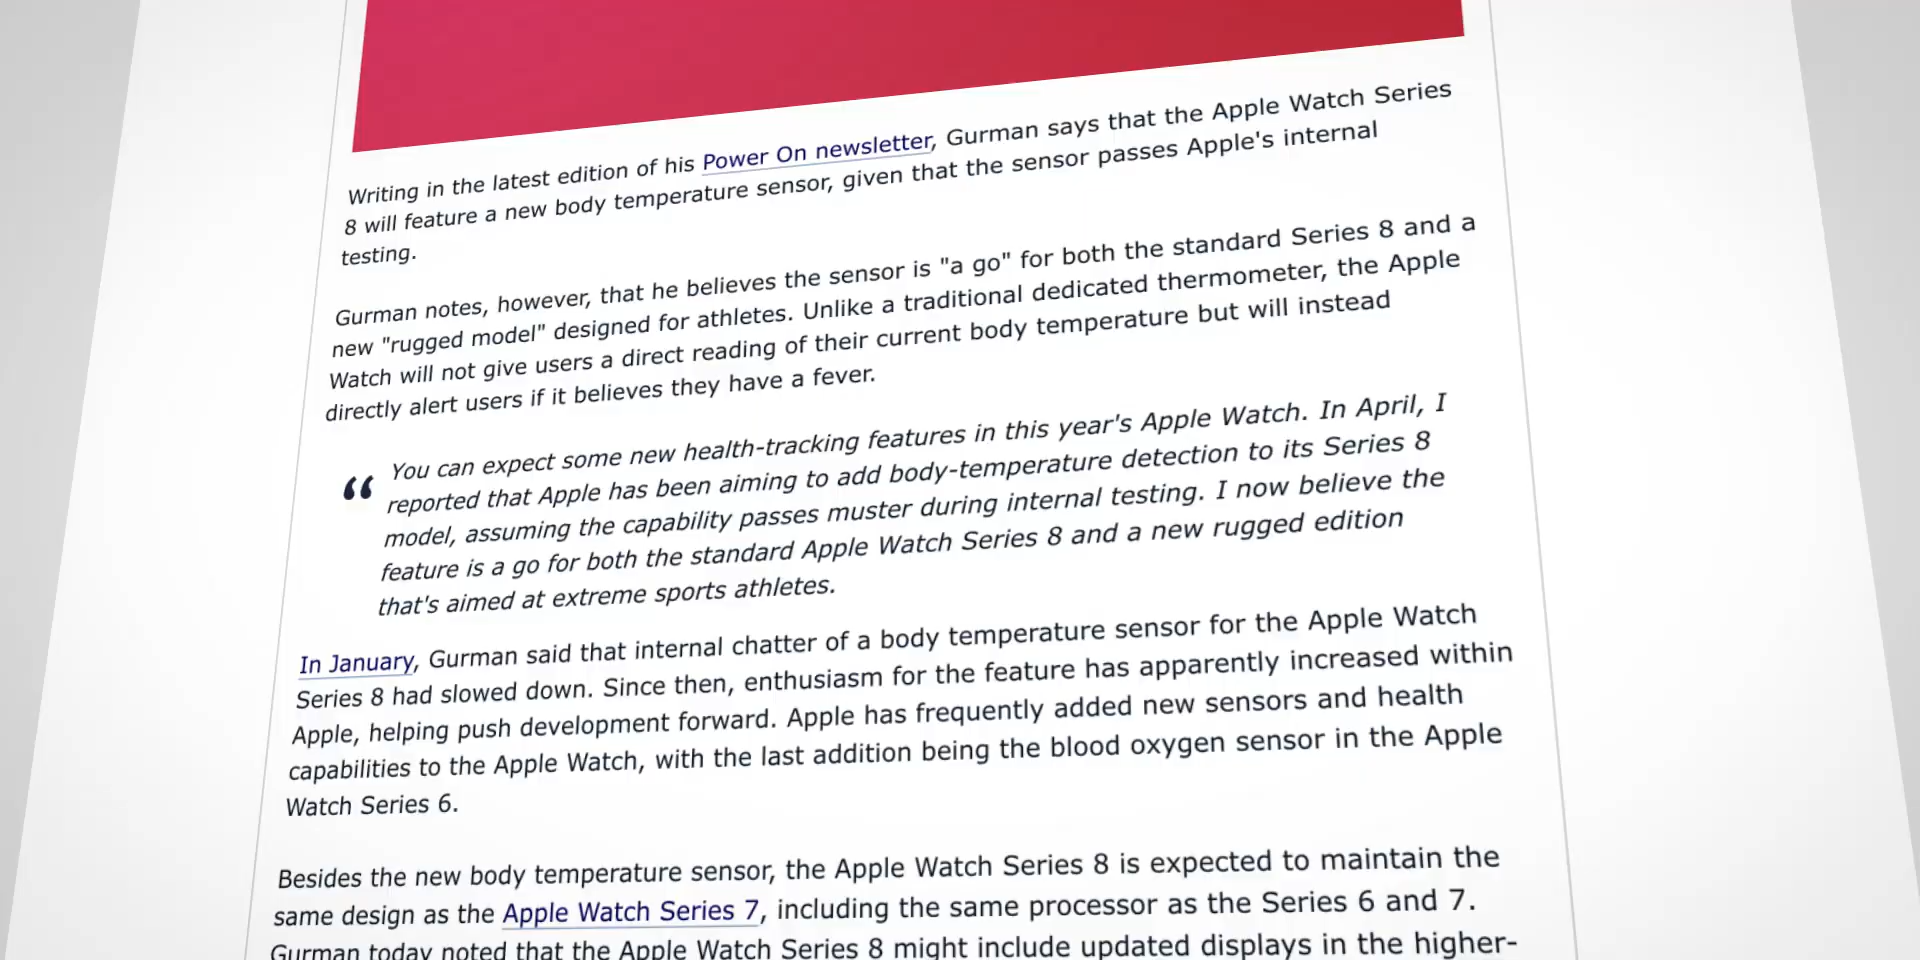 Writing in the latest edition of his Power On newsletter, Gurman says that the Apple Watch Series
8 will feature a new body temperature sensor, given that the sensor passes Apple's internal
testing.
Gurman notes, however, that he believes the sensor is "a go" for both the standard Series 8 and a
new "rugged model" designed for athletes. Unlike a traditional dedicated thermometer, the Apple
Watch will not give users a direct reading of their current body temperature but will instead
directly alert users if it believes they have a fever.
“ You can expect some new health-tracking features in this year's Apple Watch. In April, I
reported that Apple has been aiming to add body-temperature detection to its Series 8
model, assuming the capability passes muster during internal testing. I now believe the
feature is a go for both the standard Apple Watch Series 8 and a new rugged edition
that's aimed at extreme sports athletes.
In January, Gurman said that internal chatter of a body temperature sensor for the Apple Watch
Series 8 had slowed down. Since then, enthusiasm for the feature has apparently increased within
Apple, helping push development forward. Apple has frequently added new sensors and health
capabilities to the Apple Watch, with the last addition being the blood oxygen sensor in the Apple
Watch Series 6.
Besides the new body temperature sensor, the Apple Watch Series 8 is expected to maintain the
same design as the Apple Watch Series 7, including the same processor as the Series 6 and 7.
Gurman today noted that the Apple Watch Series 8 might include updated displays in the higher-